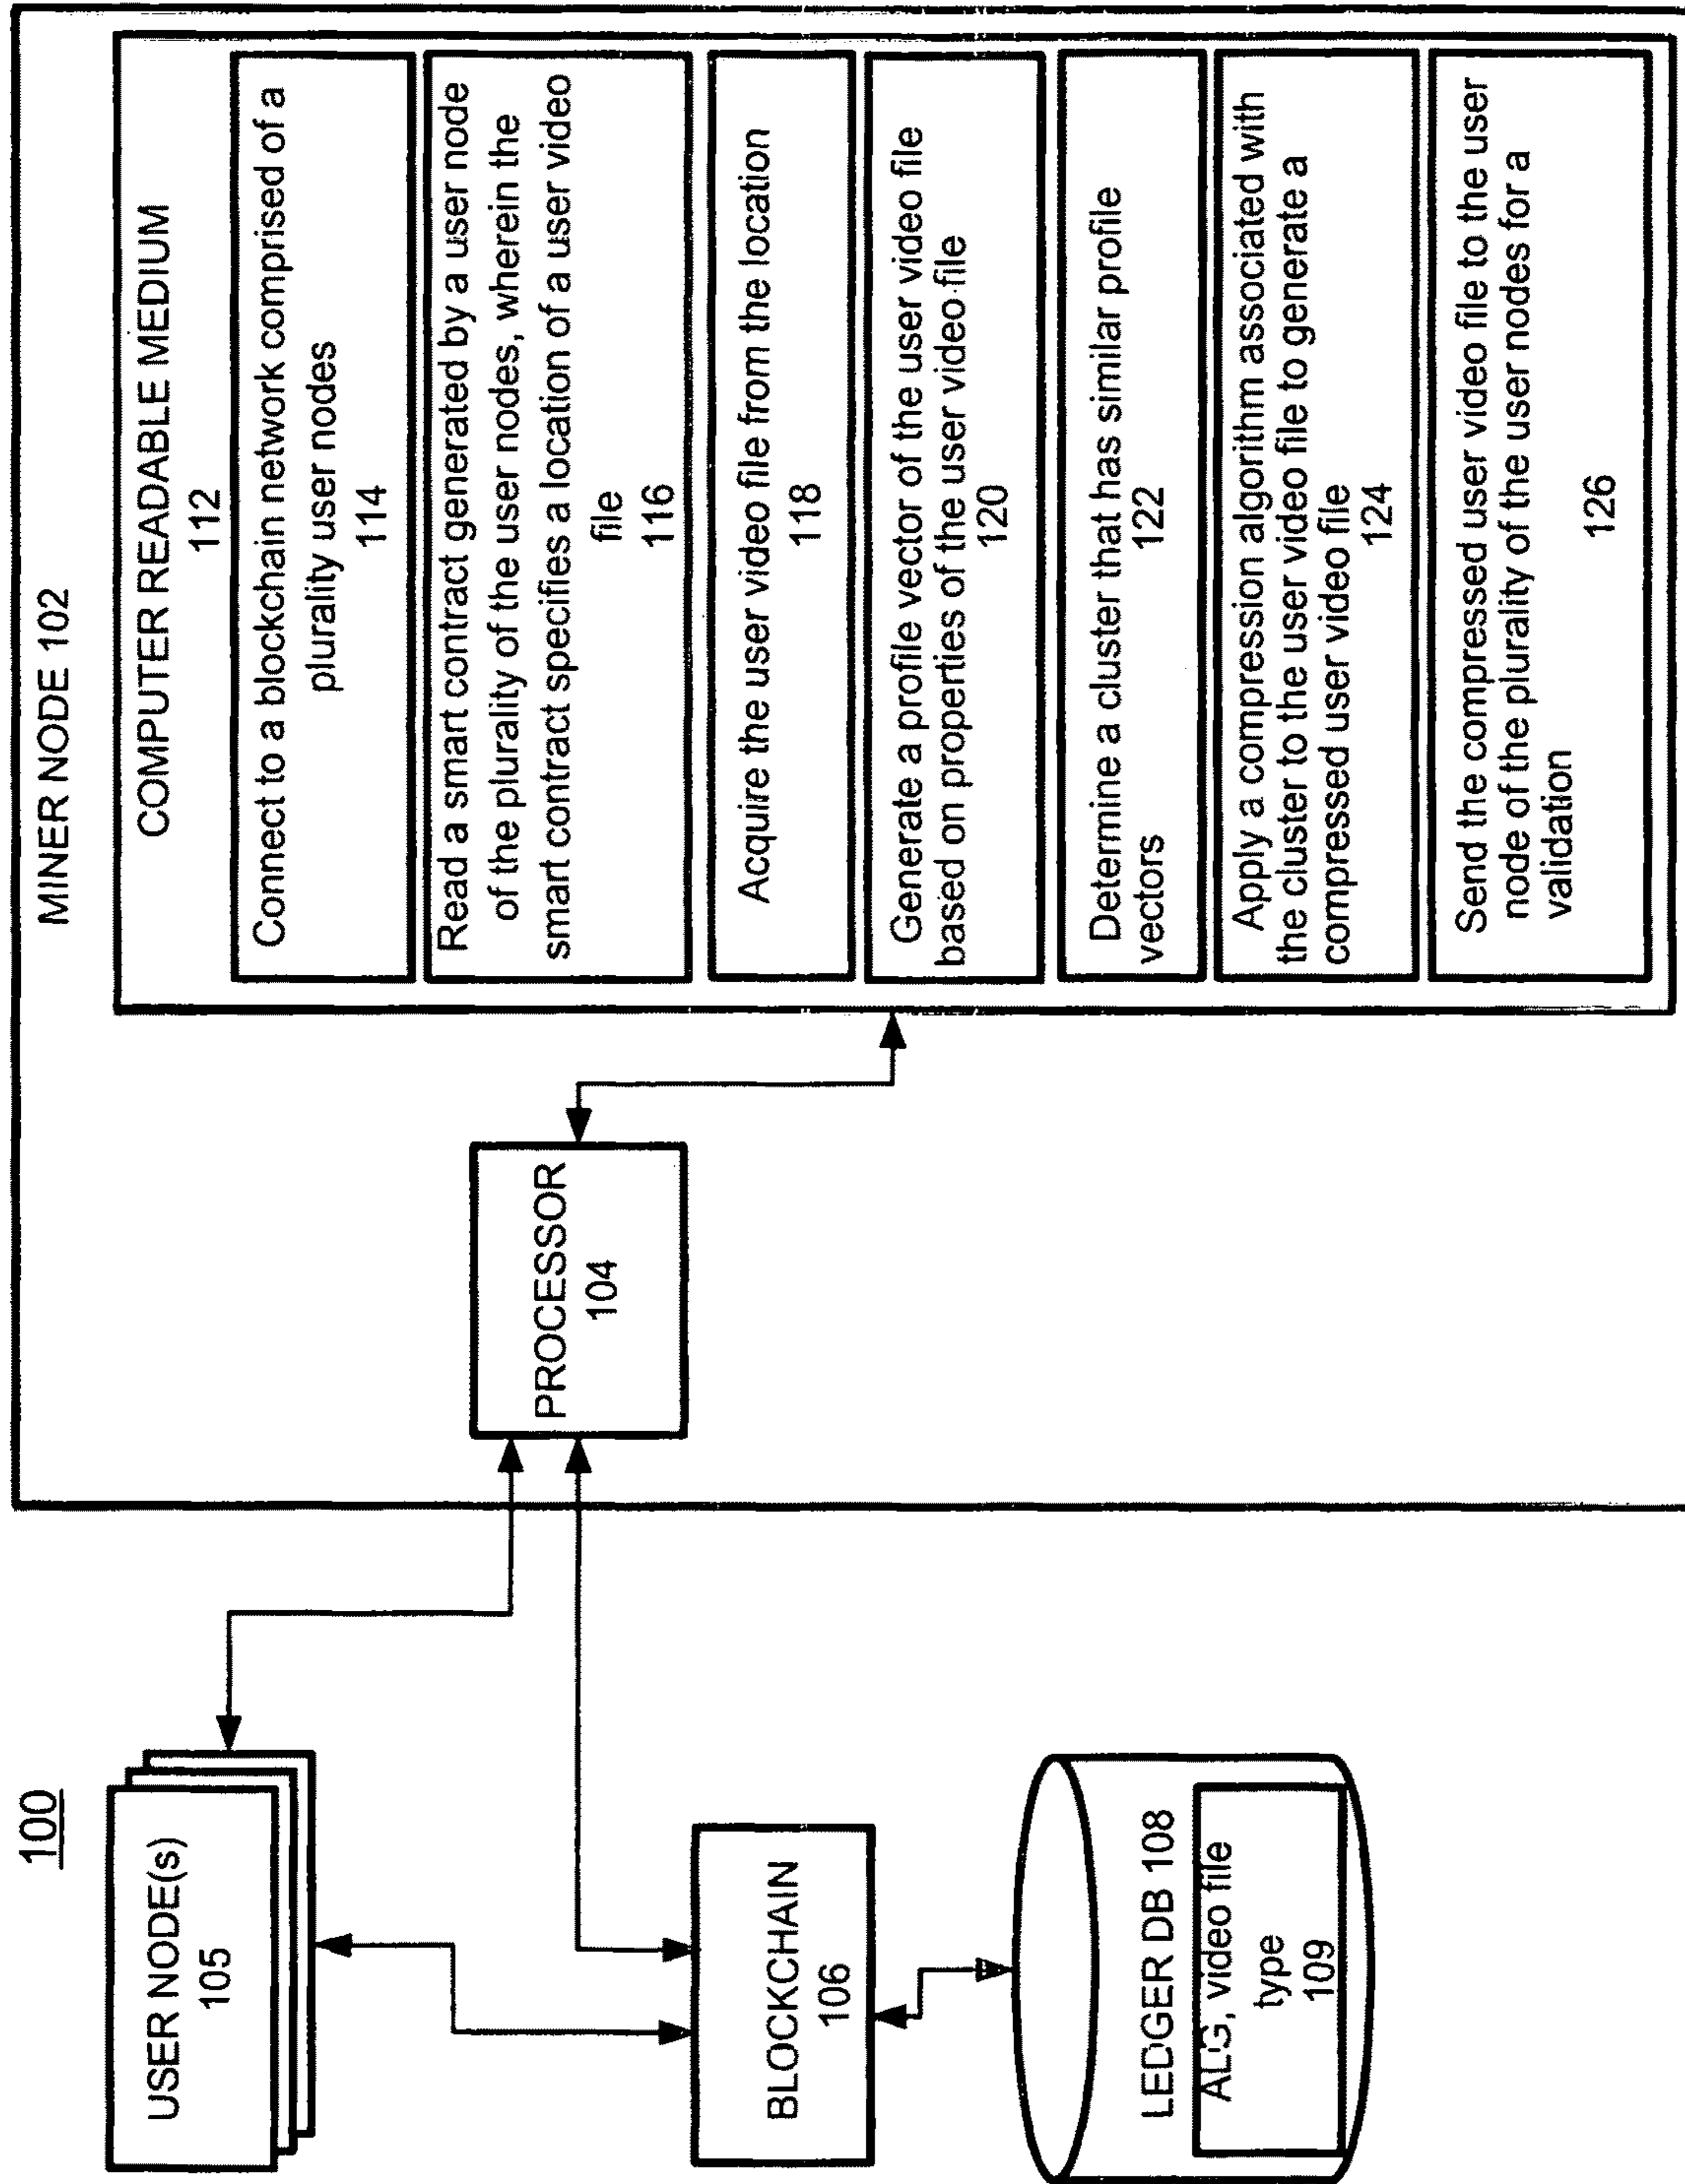 100
USER NODE(s)
105
BLOCKCHAIN
106
LEDGER DB 108
ALG, video file
type
109
MINER NODE 102
PROCESSOR
104
COMPUTER READABLE MEDIUM
112
Connect to a blockchain network comprised of a
plurality user nodes
114
Read a smart contract generated by a user node
of the plurality of the user nodes, wherein the
smart contract specifies a location of a user video
file
116
Acquire the user video file from the location
118
Generate a profile vector of the user video file
based on properties of the user video file
120
Determine a cluster that has similar profile
vectors
122
Apply a compression algorithm associated with
the cluster to the user video file to generate a
compressed user video file
124
Send the compressed user video file to the user
node of the plurality of the user nodes for a
validation
126